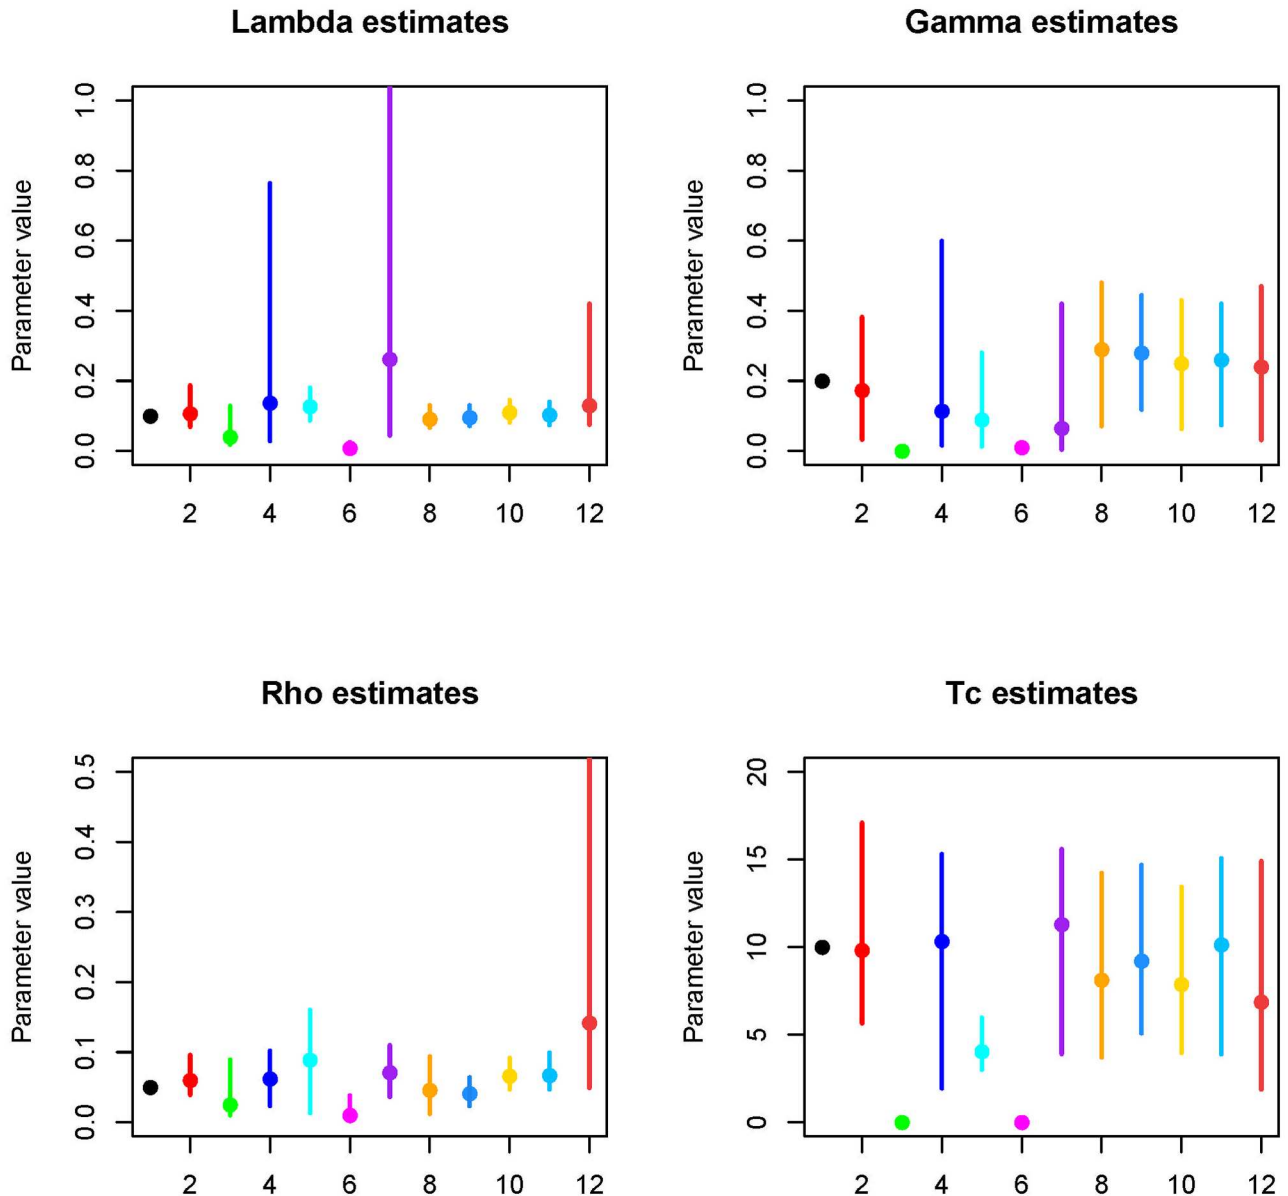 Lambda estimates
Parameter value
0.0 0.2 0.4 0.6 0.8 1.0
2 4 6 8 10 12
Gamma estimates
Parameter value
0.0 0.2 0.4 0.6 0.8 1.0
2 4 6 8 10 12
Rho estimates
Parameter value
0.0 0.1 0.2 0.3 0.4 0.5
2 4 6 8 10 12
Tc estimates
Parameter value
0 5 10 15 20
2 4 6 8 10 12